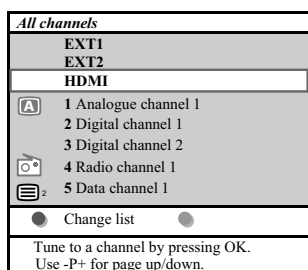 All channels
EXT1
EXT2
HDMI
A 1 Analogue channel 1
2 Digital channel 1
3 Digital channel 2
4 Radio channel 1
2 5 Data channel 1
Change list
Tune to a channel by pressing OK.
Use -P+ for page up/down.